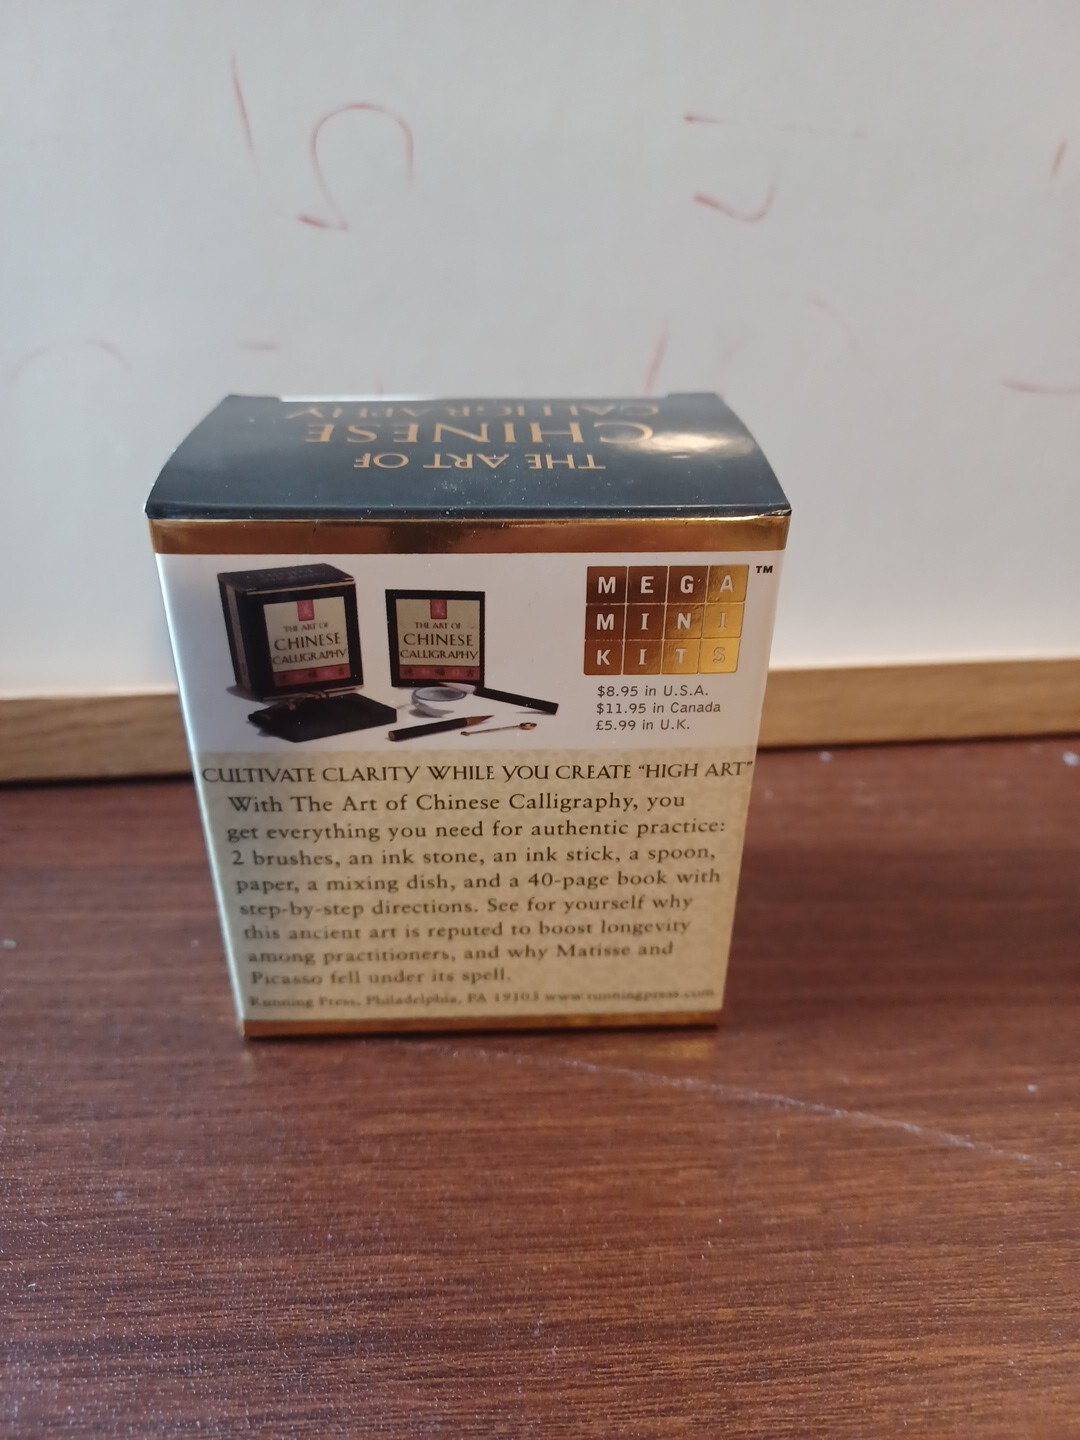 THE ART OF
CHINESE
CALLIGRAPHY
THE ART OF
CHINESE
CALLIGRAPHY
THE ART OF
CHINESE
CALLIGRAPHY
MEGA
MINI
KITS
™
$8.95 in U.S.A.
$11.95 in Canada
£5.99 in U.K.
CULTIVATE CLARITY WHILE YOU CREATE “HIGH ART”
With The Art of Chinese Calligraphy, you
get everything you need for authentic practice:
2 brushes, an ink stone, an ink stick, a spoon,
paper, a mixing dish, and a 40-page book with
step-by-step directions. See for yourself why
this ancient art is reputed to boost longevity
among practitioners, and why Matisse and
Picasso fell under its spell.
Running Press, Philadelphia, PA 19103 www.runningpress.com